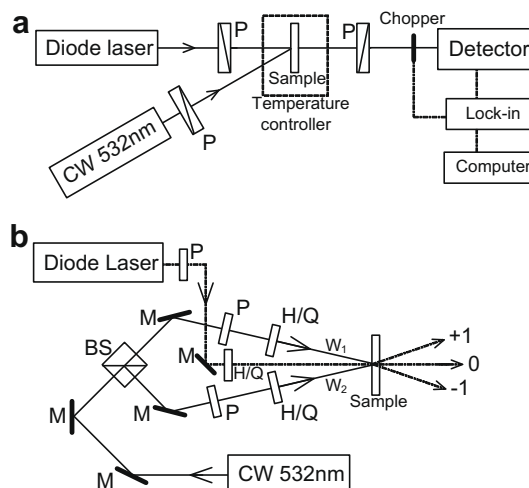 a
Diode laser
P
Sample
P
Chopper
Detector
Temperature
controller
Lock-in
CW 532nm
P
Computer
b
Diode Laser
P
M
P
H/Q
BS
M
H/Q
W1
W2
+1
0
-1
Sample
M
M
P
H/Q
M
CW 532nm